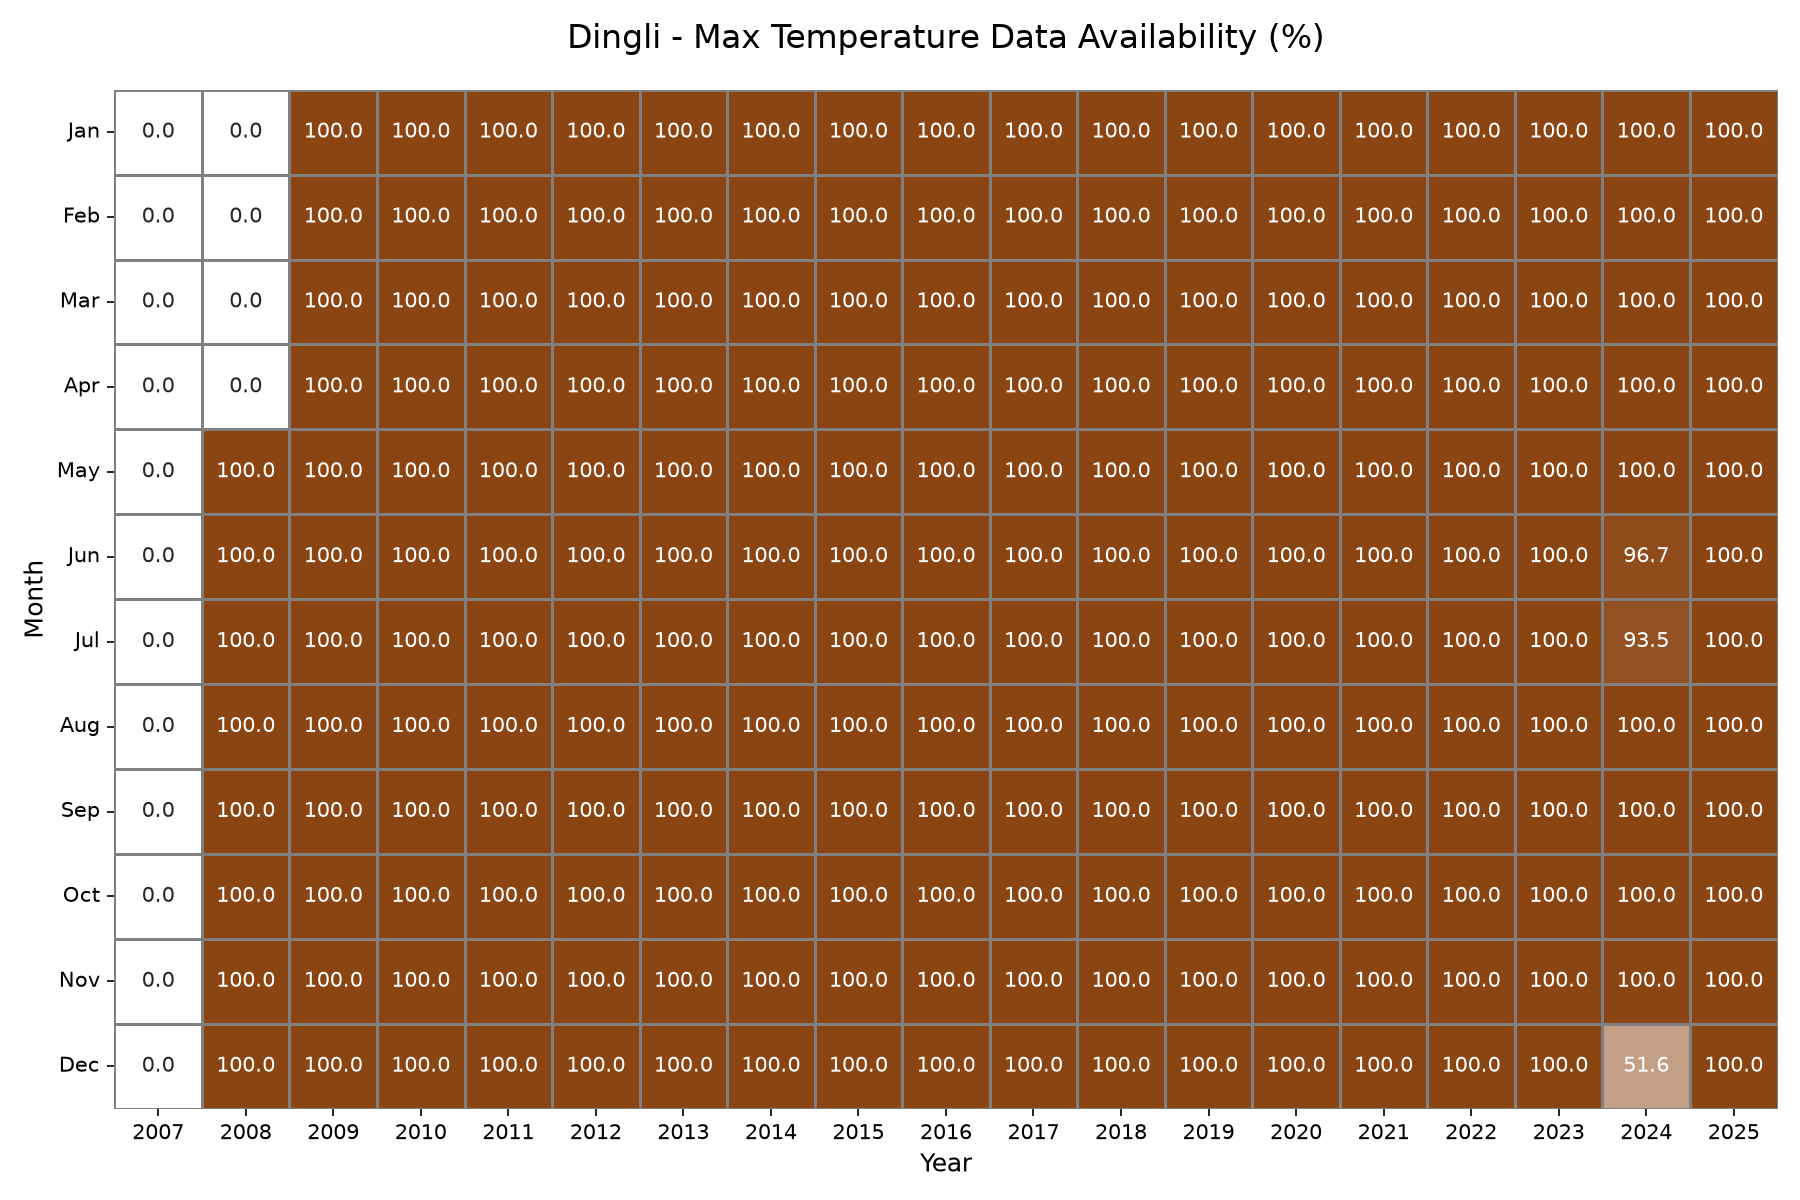 Dingli - Max Temperature Data Availability (%)
Jan 0.0 0.0 100.0 100.0 100.0 100.0 100.0 100.0 100.0 100.0 100.0 100.0 100.0 100.0 100.0 100.0 100.0 100.0 100.0
Feb 0.0 0.0 100.0 100.0 100.0 100.0 100.0 100.0 100.0 100.0 100.0 100.0 100.0 100.0 100.0 100.0 100.0 100.0 100.0
Mar 0.0 0.0 100.0 100.0 100.0 100.0 100.0 100.0 100.0 100.0 100.0 100.0 100.0 100.0 100.0 100.0 100.0 100.0 100.0
Apr 0.0 0.0 100.0 100.0 100.0 100.0 100.0 100.0 100.0 100.0 100.0 100.0 100.0 100.0 100.0 100.0 100.0 100.0 100.0
May 0.0 100.0 100.0 100.0 100.0 100.0 100.0 100.0 100.0 100.0 100.0 100.0 100.0 100.0 100.0 100.0 100.0 100.0 100.0
Jun 0.0 100.0 100.0 100.0 100.0 100.0 100.0 100.0 100.0 100.0 100.0 100.0 100.0 100.0 100.0 100.0 100.0 96.7 100.0
Month
Jul 0.0 100.0 100.0 100.0 100.0 100.0 100.0 100.0 100.0 100.0 100.0 100.0 100.0 100.0 100.0 100.0 100.0 93.5 100.0
Aug 0.0 100.0 100.0 100.0 100.0 100.0 100.0 100.0 100.0 100.0 100.0 100.0 100.0 100.0 100.0 100.0 100.0 100.0 100.0
Sep 0.0 100.0 100.0 100.0 100.0 100.0 100.0 100.0 100.0 100.0 100.0 100.0 100.0 100.0 100.0 100.0 100.0 100.0 100.0
Oct 0.0 100.0 100.0 100.0 100.0 100.0 100.0 100.0 100.0 100.0 100.0 100.0 100.0 100.0 100.0 100.0 100.0 100.0 100.0
Nov 0.0 100.0 100.0 100.0 100.0 100.0 100.0 100.0 100.0 100.0 100.0 100.0 100.0 100.0 100.0 100.0 100.0 100.0 100.0
Dec 0.0 100.0 100.0 100.0 100.0 100.0 100.0 100.0 100.0 100.0 100.0 100.0 100.0 100.0 100.0 100.0 100.0 51.6 100.0
2007 2008 2009 2010 2011 2012 2013 2014 2015 2016 2017 2018 2019 2020 2021 2022 2023 2024 2025
Year